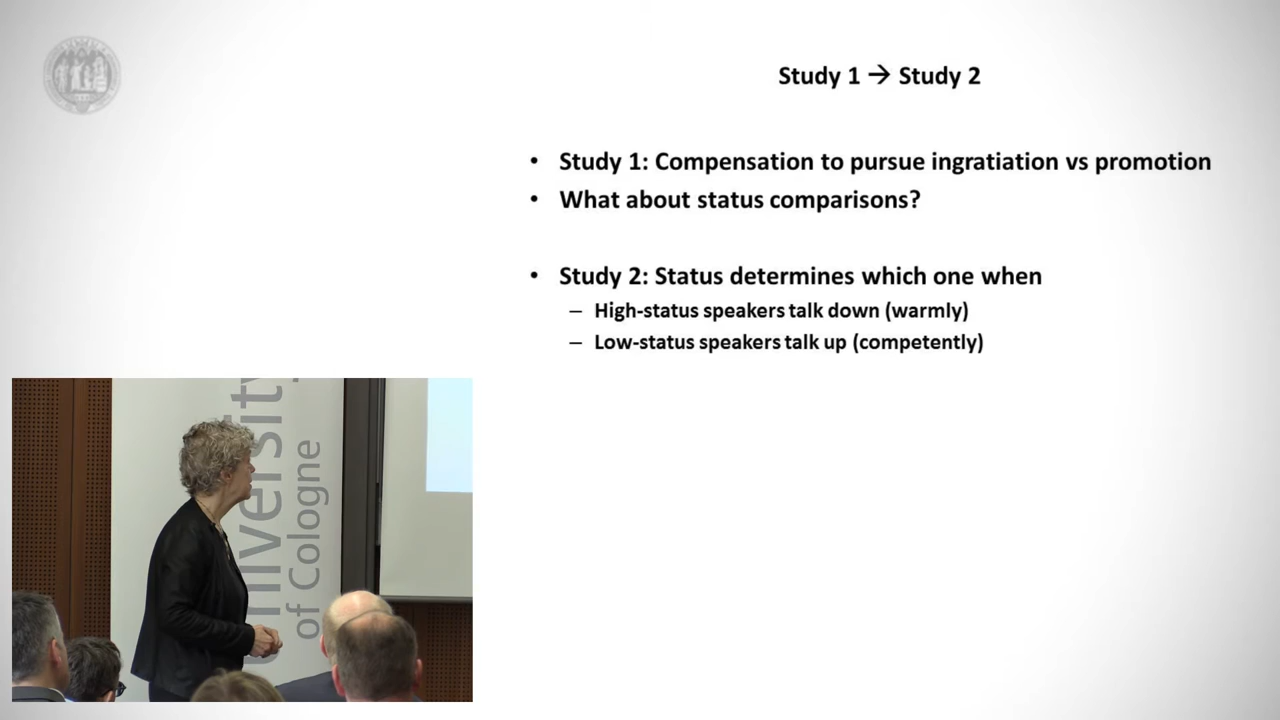 Study 1 → Study 2
• Study 1: Compensation to pursue ingratiation vs promotion
• What about status comparisons?
• Study 2: Status determines which one when
– High-status speakers talk down (warmly)
– Low-status speakers talk up (competently)
University
of Cologne